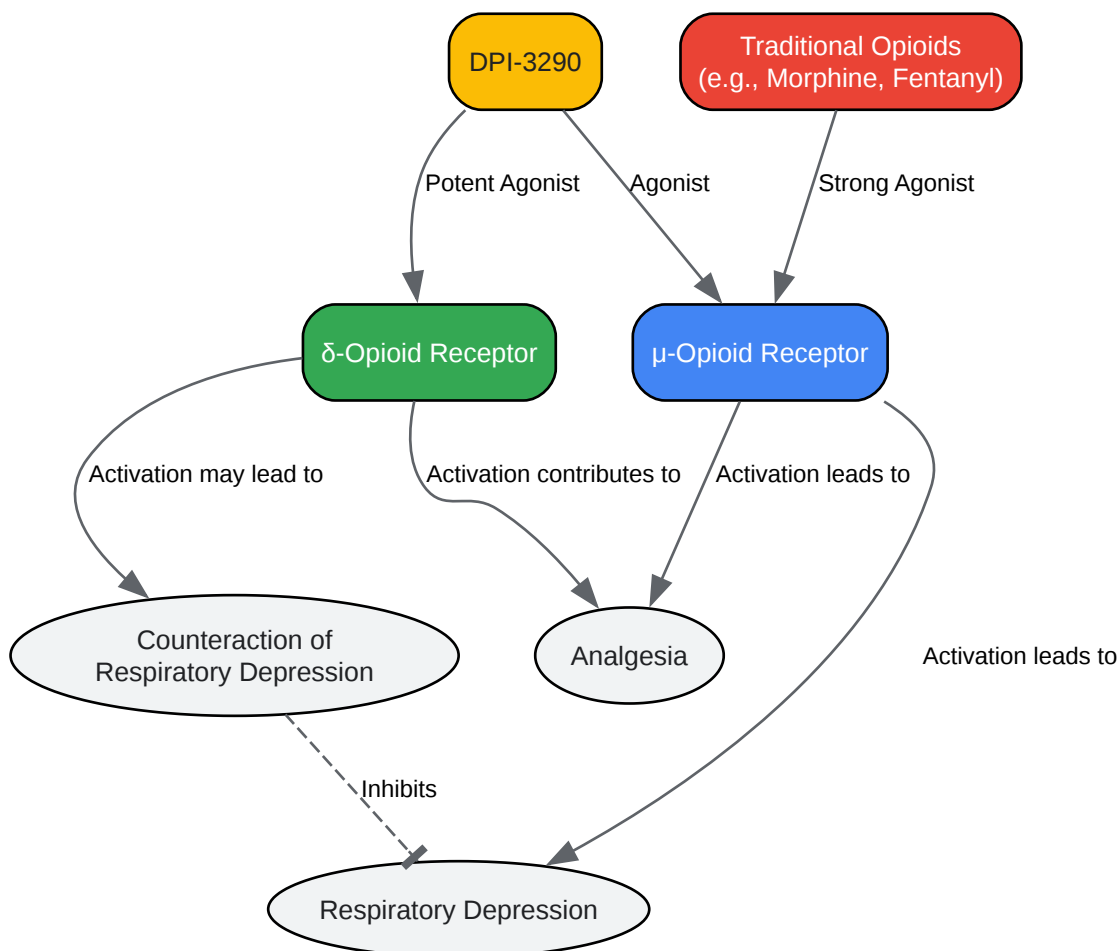 DPI-3290
Traditional Opioids
(e.g., Morphine, Fentanyl)
Potent Agonist
Agonist
Strong Agonist
δ-Opioid Receptor
μ-Opioid Receptor
Activation may lead to
Activation contributes to
Activation leads to
Counteraction of
Respiratory Depression
Analgesia
Activation leads to
Inhibits
Respiratory Depression